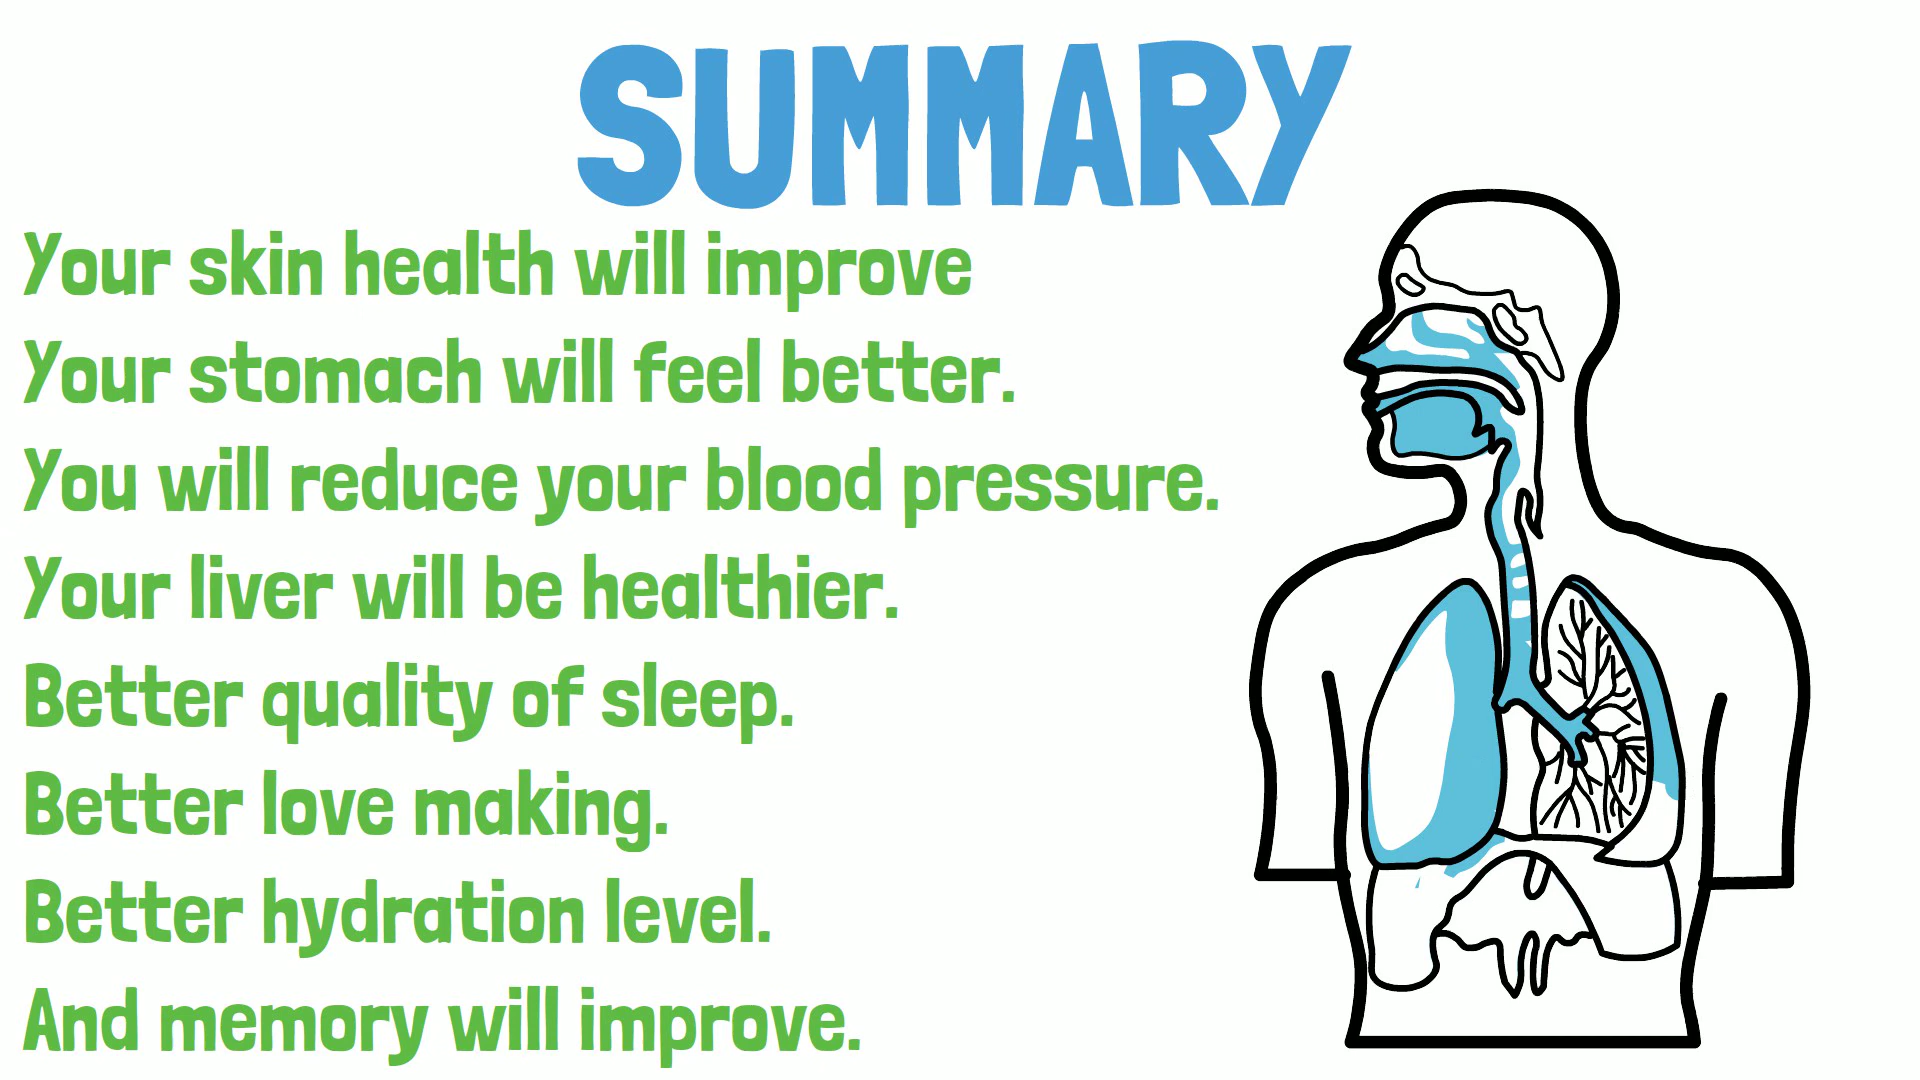 SUMMARY
Your skin health will improve
Your stomach will feel better.
You will reduce your blood pressure.
Your liver will be healthier.
Better quality of sleep.
Better love making.
Better hydration level.
And memory will improve.